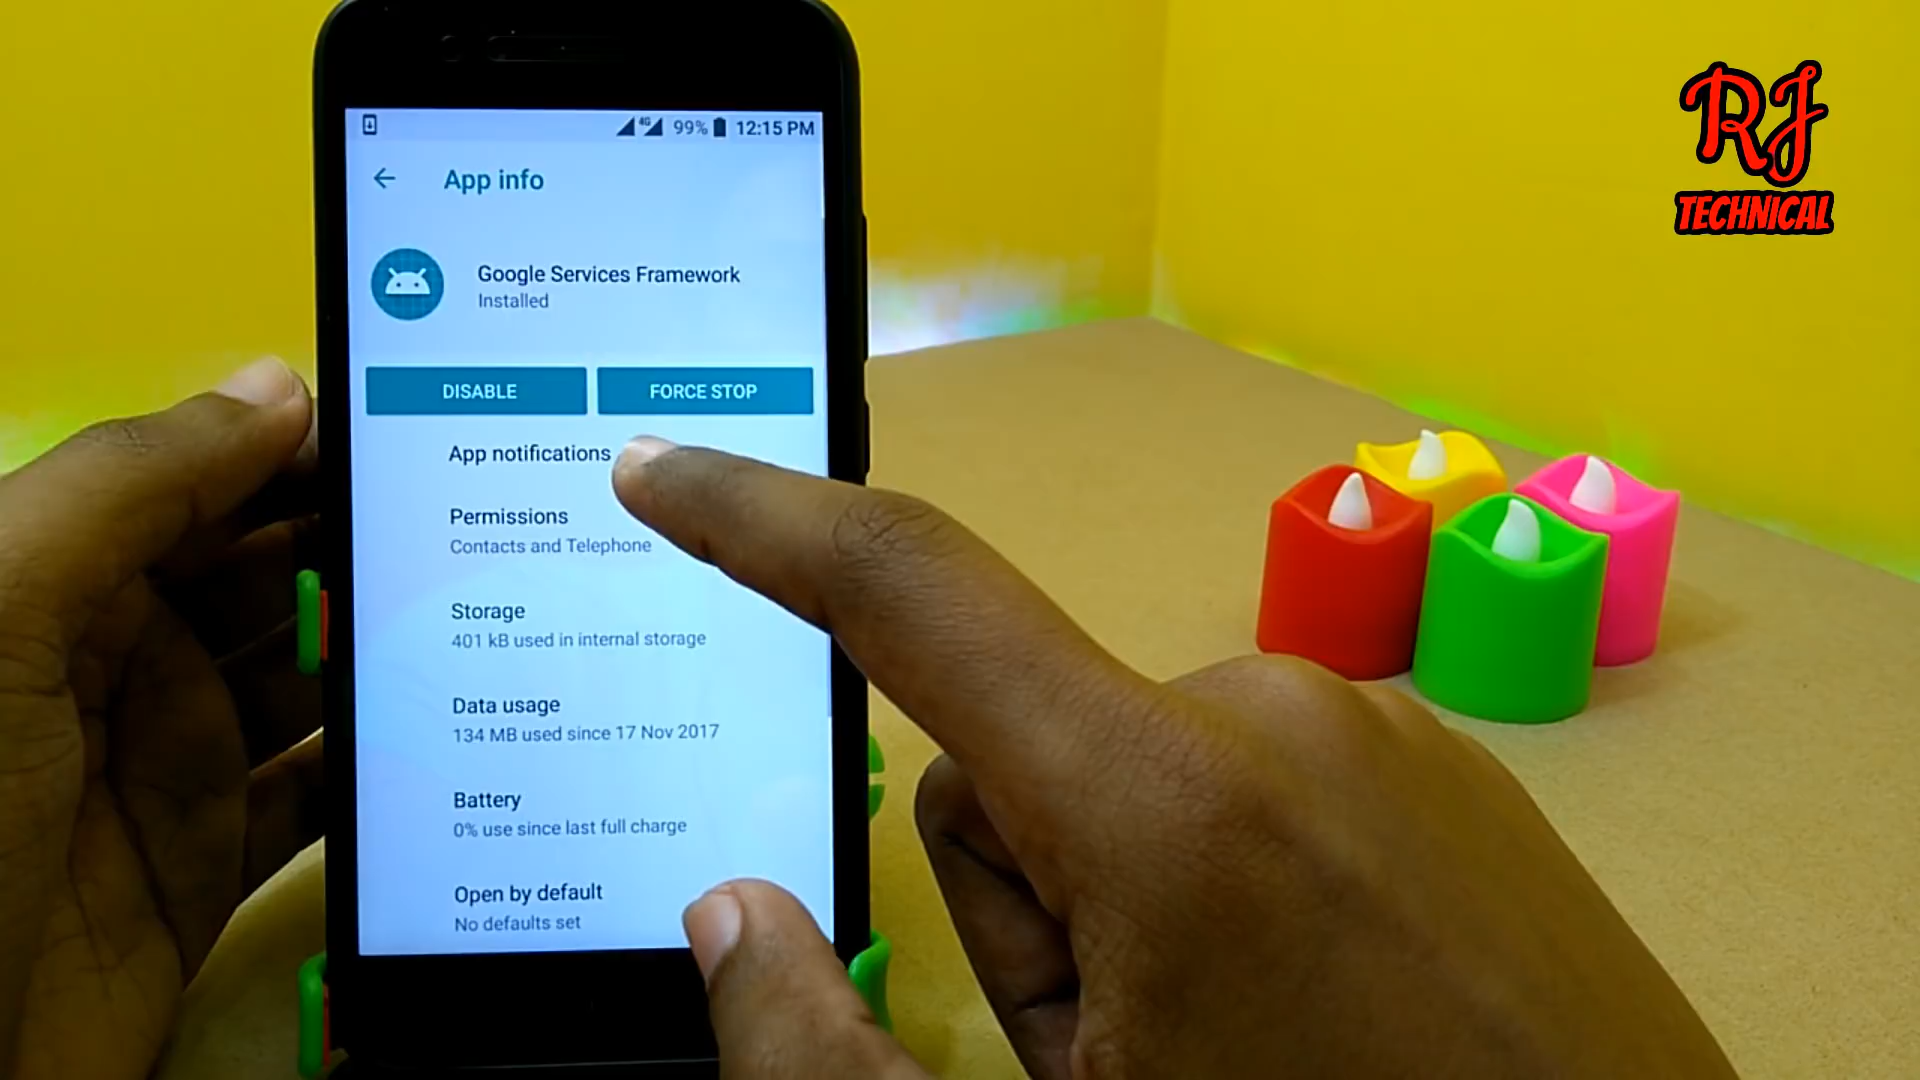 4G 99% 12:15 PM
App info
Google Services Framework
Installed
DISABLE FORCE STOP
App notifications
Permissions
Contacts and Telephone
Storage
401 kB used in internal storage
Data usage
134 MB used since 17 Nov 2017
Battery
0% use since last full charge
Open by default
No defaults set
RJ
TECHNICAL